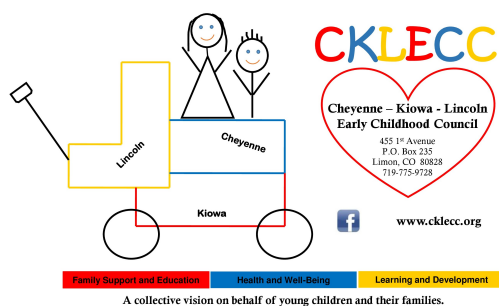 CKLECC
Cheyenne – Kiowa - Lincoln
Early Childhood Council
455 1st Avenue
P.O. Box 235
Limon, CO 80828
719-775-9728
Lincoln
Cheyenne
Kiowa
f
www.cklecc.org
Family Support and Education
Health and Well-Being
Learning and Development
A collective vision on behalf of young children and their families.